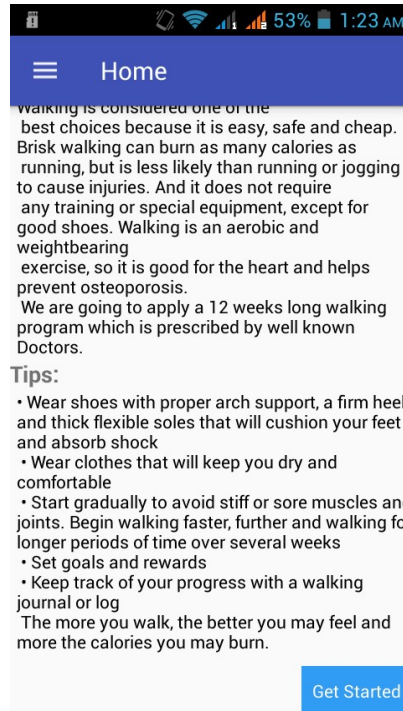 53% 1:23 AM
Home
Walking is considered one of the
best choices because it is easy, safe and cheap.
Brisk walking can burn as many calories as
running, but is less likely than running or jogging
to cause injuries. And it does not require
any training or special equipment, except for
good shoes. Walking is an aerobic and
weightbearing
exercise, so it is good for the heart and helps
prevent osteoporosis.
We are going to apply a 12 weeks long walking
program which is prescribed by well known
Doctors.
Tips:
• Wear shoes with proper arch support, a firm heel
and thick flexible soles that will cushion your feet
and absorb shock
• Wear clothes that will keep you dry and
comfortable
• Start gradually to avoid stiff or sore muscles an
joints. Begin walking faster, further and walking fo
longer periods of time over several weeks
• Set goals and rewards
• Keep track of your progress with a walking
journal or log
The more you walk, the better you may feel and
more the calories you may burn.
Get Started